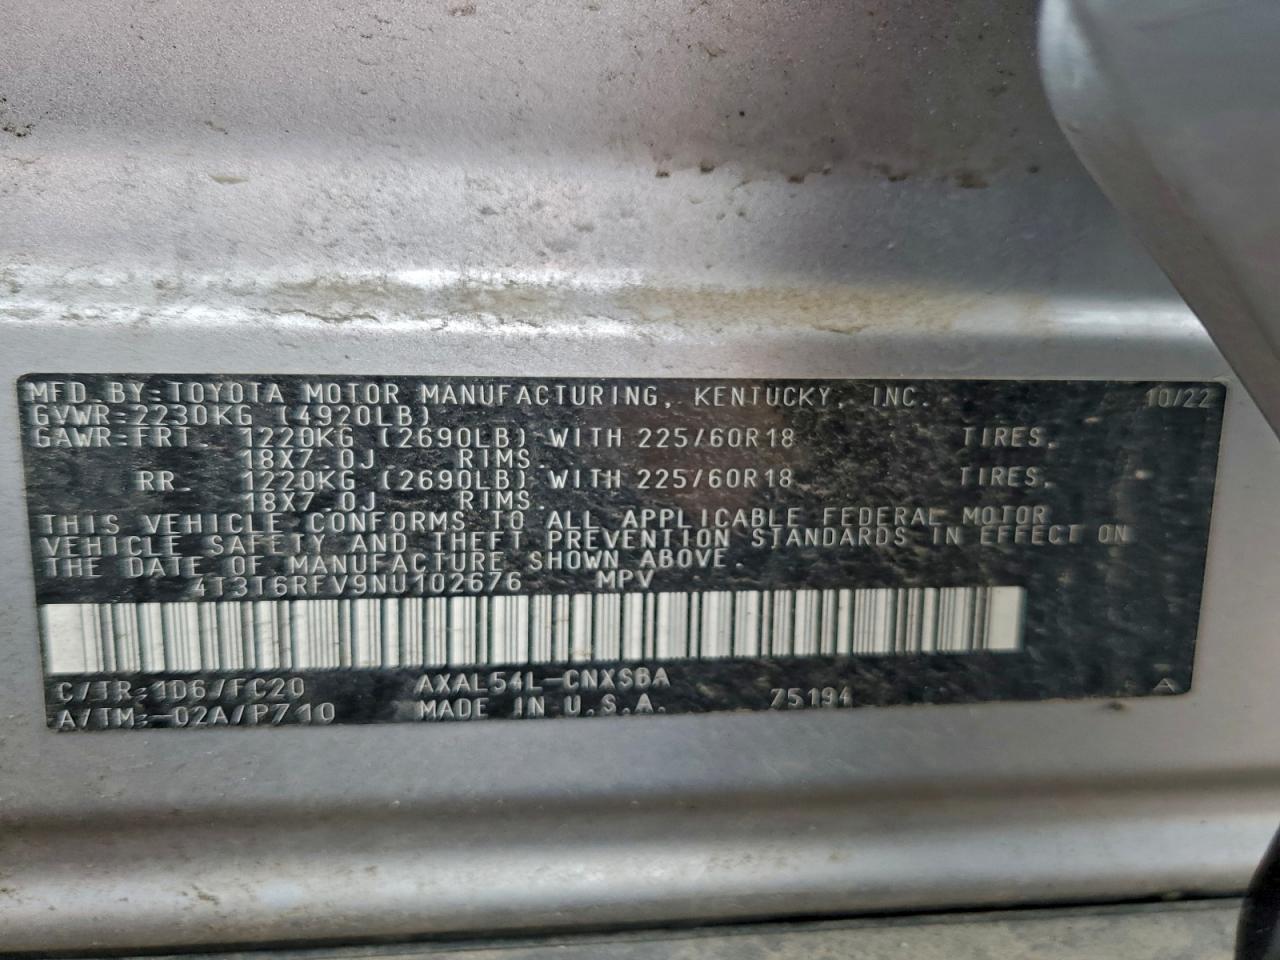 MFD. BY: TOYOTA MOTOR MANUFACTURING, KENTUCKY, INC. 10/22
GVWR: 2230KG (4920LB)
GAWR: FRT. 1220KG (2690LB) WITH 225/60R18 TIRES,
18X7.0J RIMS.
RR. 1220KG (2690LB) WITH 225/60R18 TIRES,
18X7.0J RIMS.
THIS VEHICLE CONFORMS TO ALL APPLICABLE FEDERAL MOTOR
VEHICLE SAFETY AND THEFT PREVENTION STANDARDS IN EFFECT ON
THE DATE OF MANUFACTURE SHOWN ABOVE.
4T3T6RFV9NU102676 MPV
C/TR: 1D6/FC20 AXAL54L-CNXSBA A
A/TM: -02A/P710 MADE IN U.S.A. 75194